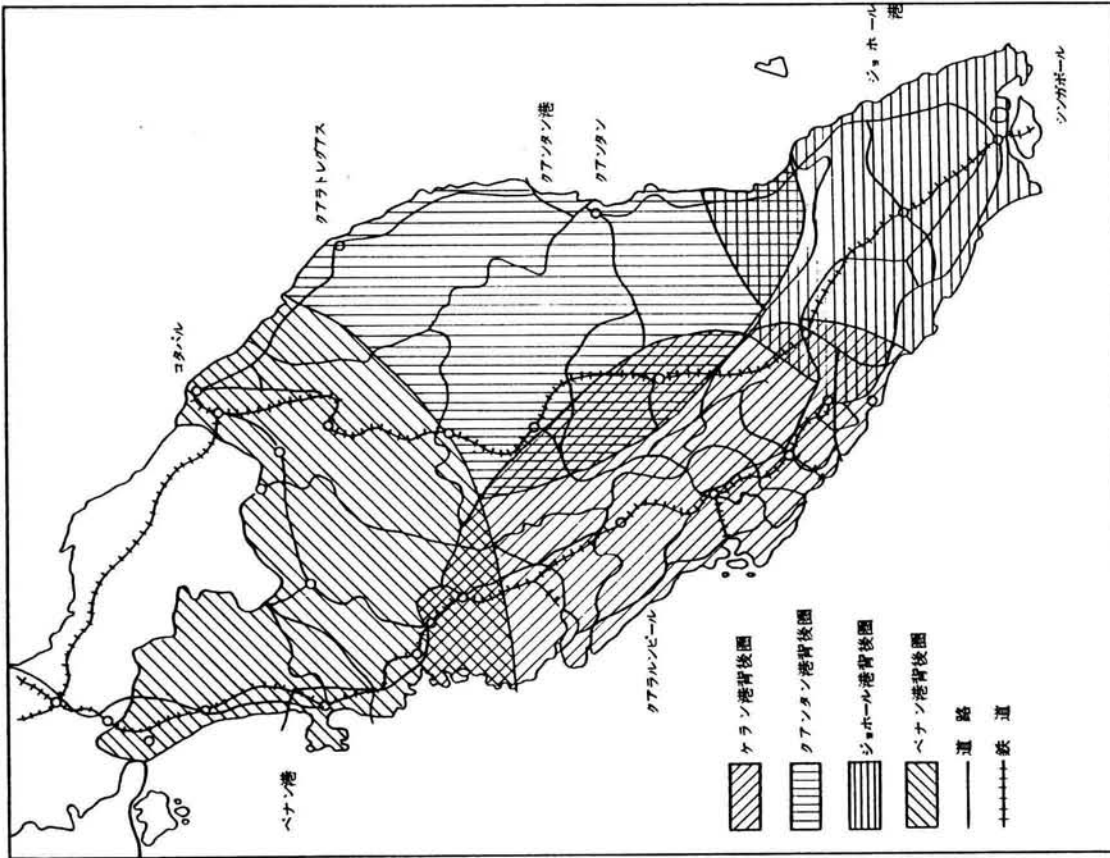 コタバル
クアラトレグアス
クアンタン港
クアンタン
ジョホール
港
シンガポール
ペナン港
クアラルンピール
ケラン港背後圏
クアンタン港背後圏
ジョホール港背後圏
ペナン港背後圏
道 路
鉄 道